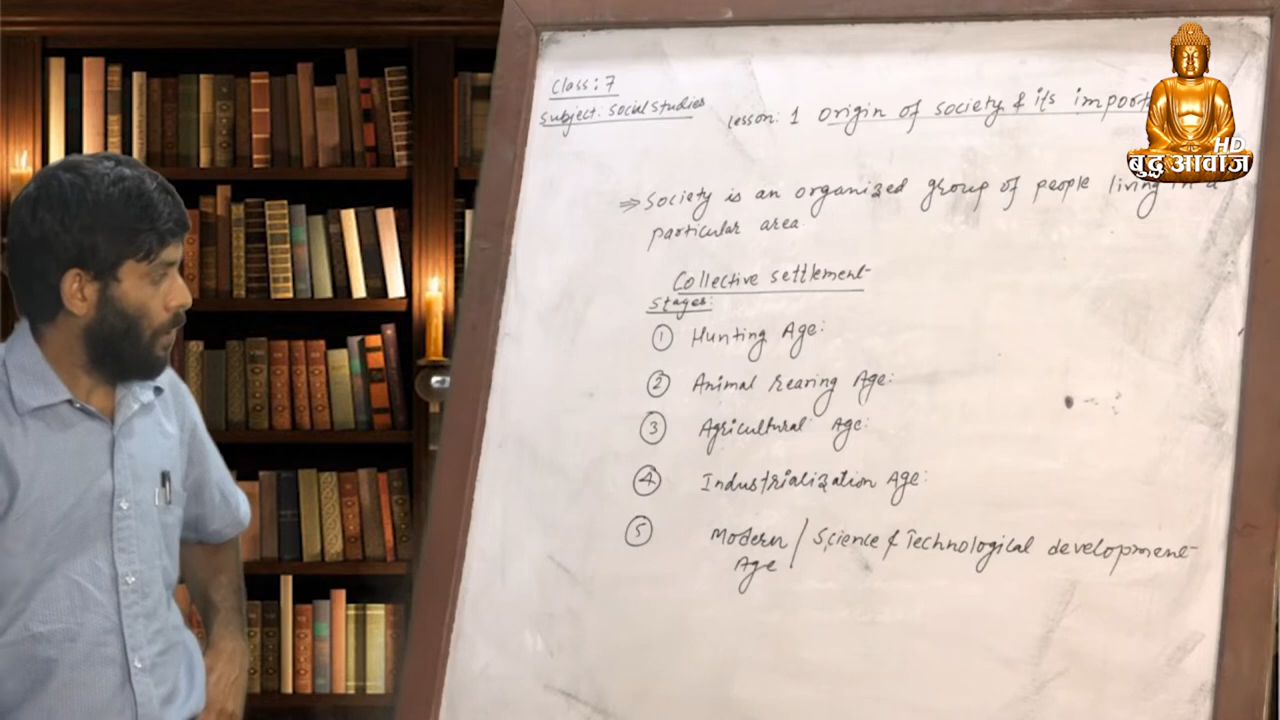 Class: 7
Subject: Social studies
Lesson: 1 Origin of society & its
HD
बुद्ध आवाज
⇒ Society is an organized group of people living in a
particular area.
Collective settlement
Stages:
① Hunting Age:
② Animal rearing Age:
③ Agricultural Age:
④ Industrialization Age:
⑤ Modern / Science & Technological development
Age